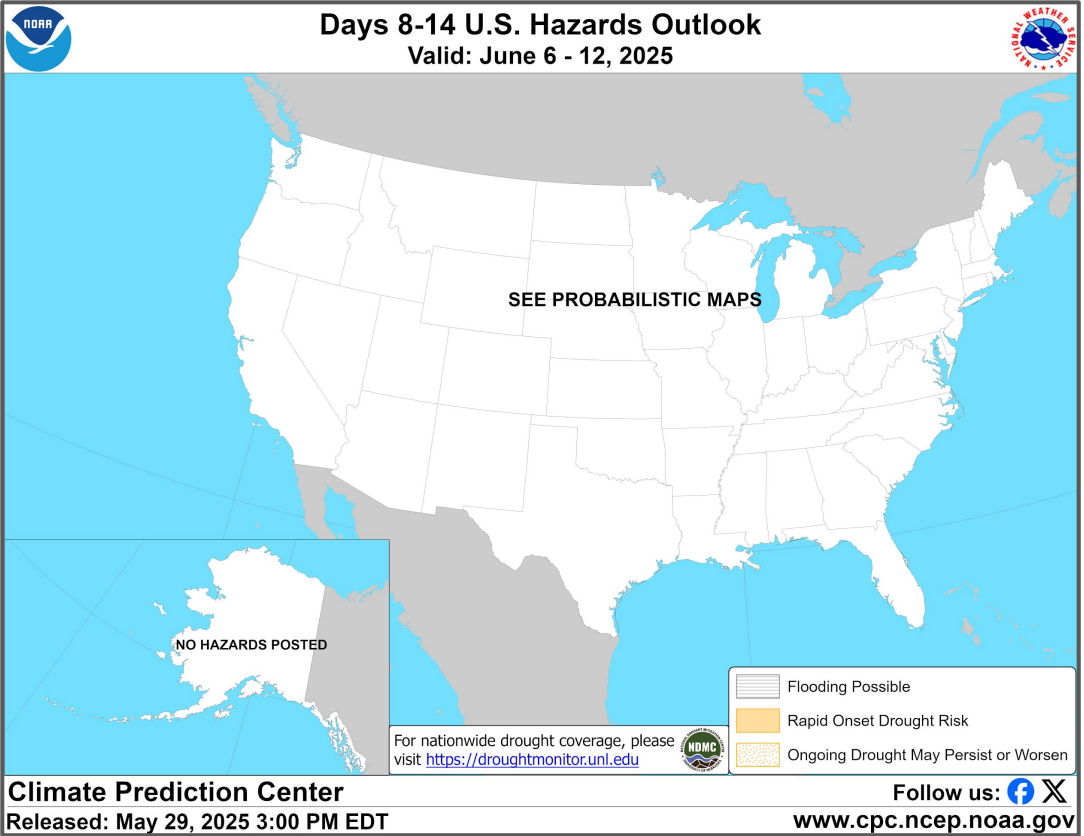 NOAA
Days 8-14 U.S. Hazards Outlook
Valid: June 6 - 12, 2025
NATIONAL WEATHER SERVICE
SEE PROBABILISTIC MAPS
NO HAZARDS POSTED
Flooding Possible
Rapid Onset Drought Risk
Ongoing Drought May Persist or Worsen
For nationwide drought coverage, please
visit https://droughtmonitor.unl.edu
NDMC
Climate Prediction Center
Follow us:
Released: May 29, 2025 3:00 PM EDT
www.cpc.ncep.noaa.gov